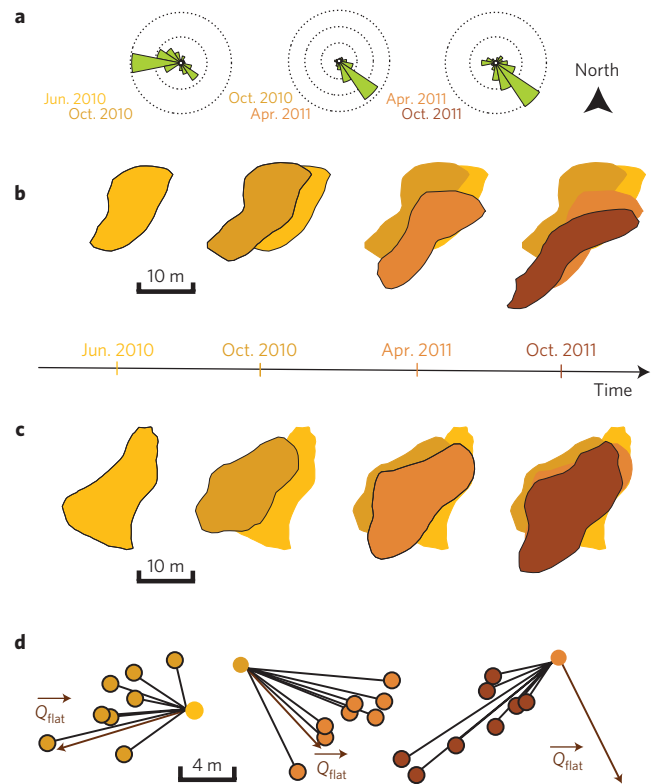 a
Jun. 2010
Oct. 2010
Oct. 2010
Apr. 2011
Apr. 2011
Oct. 2011
North
b
10 m
Jun. 2010
Oct. 2010
Apr. 2011
Oct. 2011
Time
c
10 m
d
Qflat
Qflat
Qflat
4 m